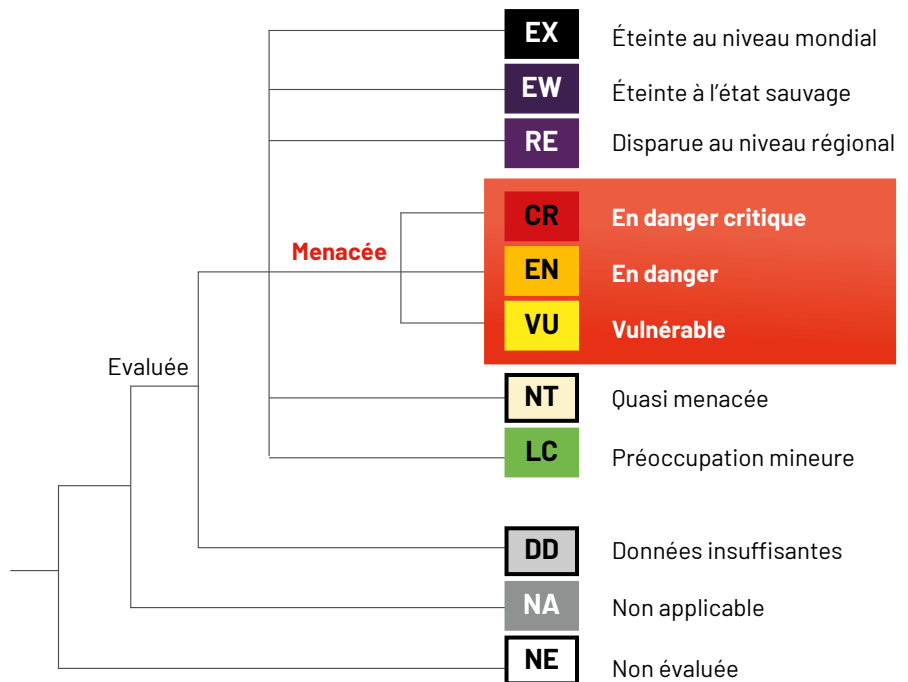 EX Éteinte au niveau mondial
EW Éteinte à l'état sauvage
RE Disparue au niveau régional
CR En danger critique
Menacée
EN En danger
VU Vulnérable
Evaluée
NT Quasi menacée
LC Préoccupation mineure
DD Données insuffisantes
NA Non applicable
NE Non évaluée